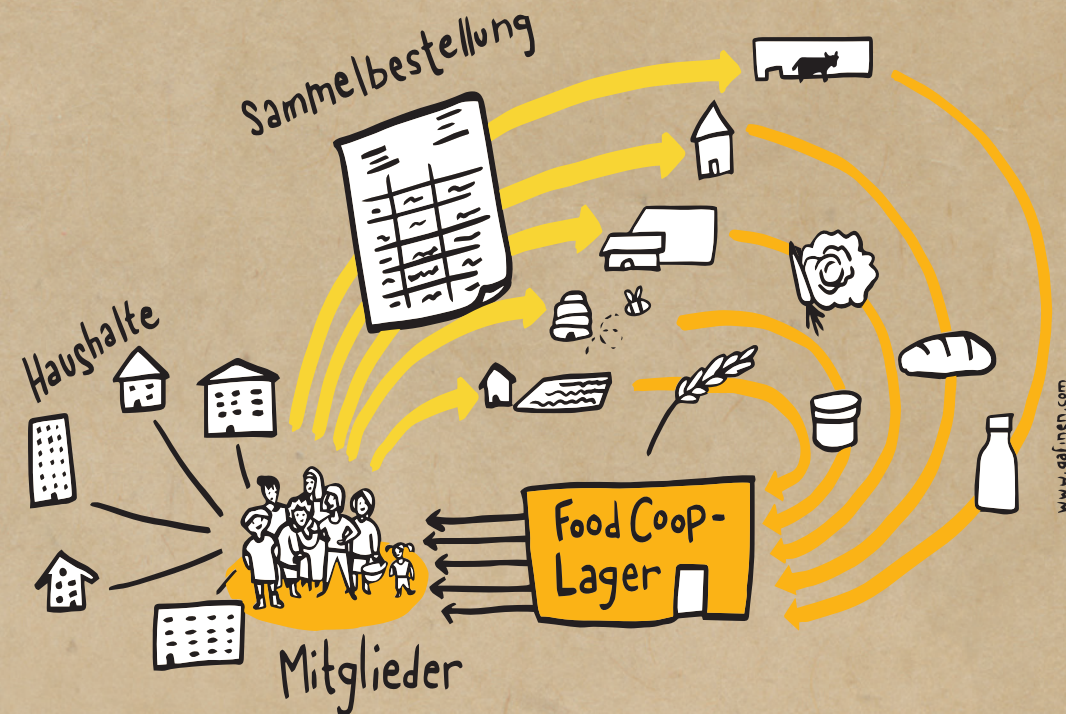 Sammelbestellung
Haushalte
Food Coop-
Lager
Mitglieder
www.gafinen.com